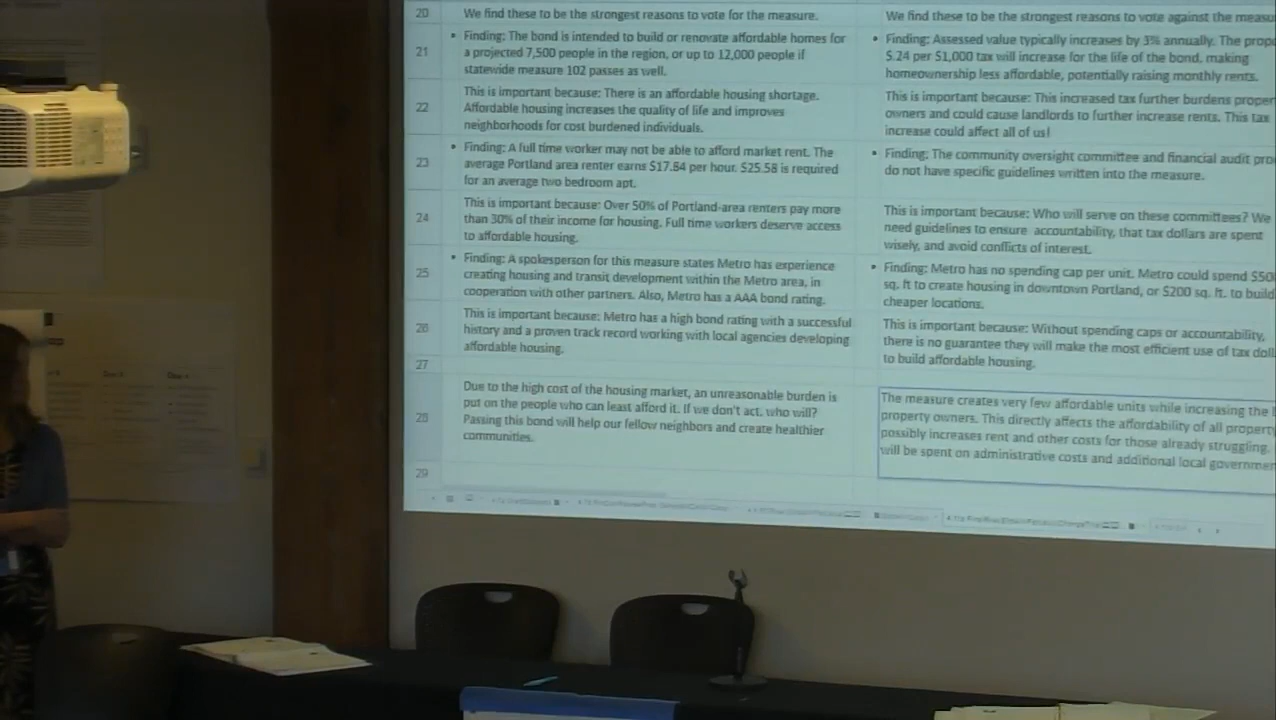 20
We find these to be the strongest reasons to vote for the measure.
21
• Finding: The bond is intended to build or renovate affordable homes for
a projected 7,500 people in the region, or up to 12,000 people if
statewide measure 102 passes as well.
22
This is important because: There is an affordable housing shortage.
Affordable housing increases the quality of life and improves
neighborhoods for cost burdened individuals.
23
• Finding: A full time worker may not be able to afford market rent. The
average Portland area renter earns $17.84 per hour. $25.58 is required
for an average two bedroom apt.
24
This is important because: Over 50% of Portland-area renters pay more
than 30% of their income for housing. Full time workers deserve access
to affordable housing.
25
• Finding: A spokesperson for this measure states Metro has experience
creating housing and transit development within the Metro area, in
cooperation with other partners. Also, Metro has a AAA bond rating.
26
This is important because: Metro has a high bond rating with a successful
history and a proven track record working with local agencies developing
affordable housing.
27
28
Due to the high cost of the housing market, an unreasonable burden is
put on the people who can least afford it. If we don't act, who will?
Passing this bond will help our fellow neighbors and create healthier
communities.
29
We find these to be the strongest reasons to vote against the measu
• Finding: Assessed value typically increases by 3% annually. The prop
$.24 per $1,000 tax will increase for the life of the bond, making
homeownership less affordable, potentially raising monthly rents.
This is important because: This increased tax further burdens proper
owners and could cause landlords to further increase rents. This tax
increase could affect all of us!
• Finding: The community oversight committee and financial audit pro
do not have specific guidelines written into the measure.
This is important because: Who will serve on these committees? We
need guidelines to ensure accountability, that tax dollars are spent
wisely, and avoid conflicts of interest.
• Finding: Metro has no spending cap per unit. Metro could spend $50
sq. ft to create housing in downtown Portland, or $200 sq. ft. to build
cheaper locations.
This is important because: Without spending caps or accountability,
there is no guarantee they will make the most efficient use of tax doll
to build affordable housing.
The measure creates very few affordable units while increasing the
property owners. This directly affects the affordability of all property
possibly increases rent and other costs for those already struggling.
will be spent on administrative costs and additional local governme